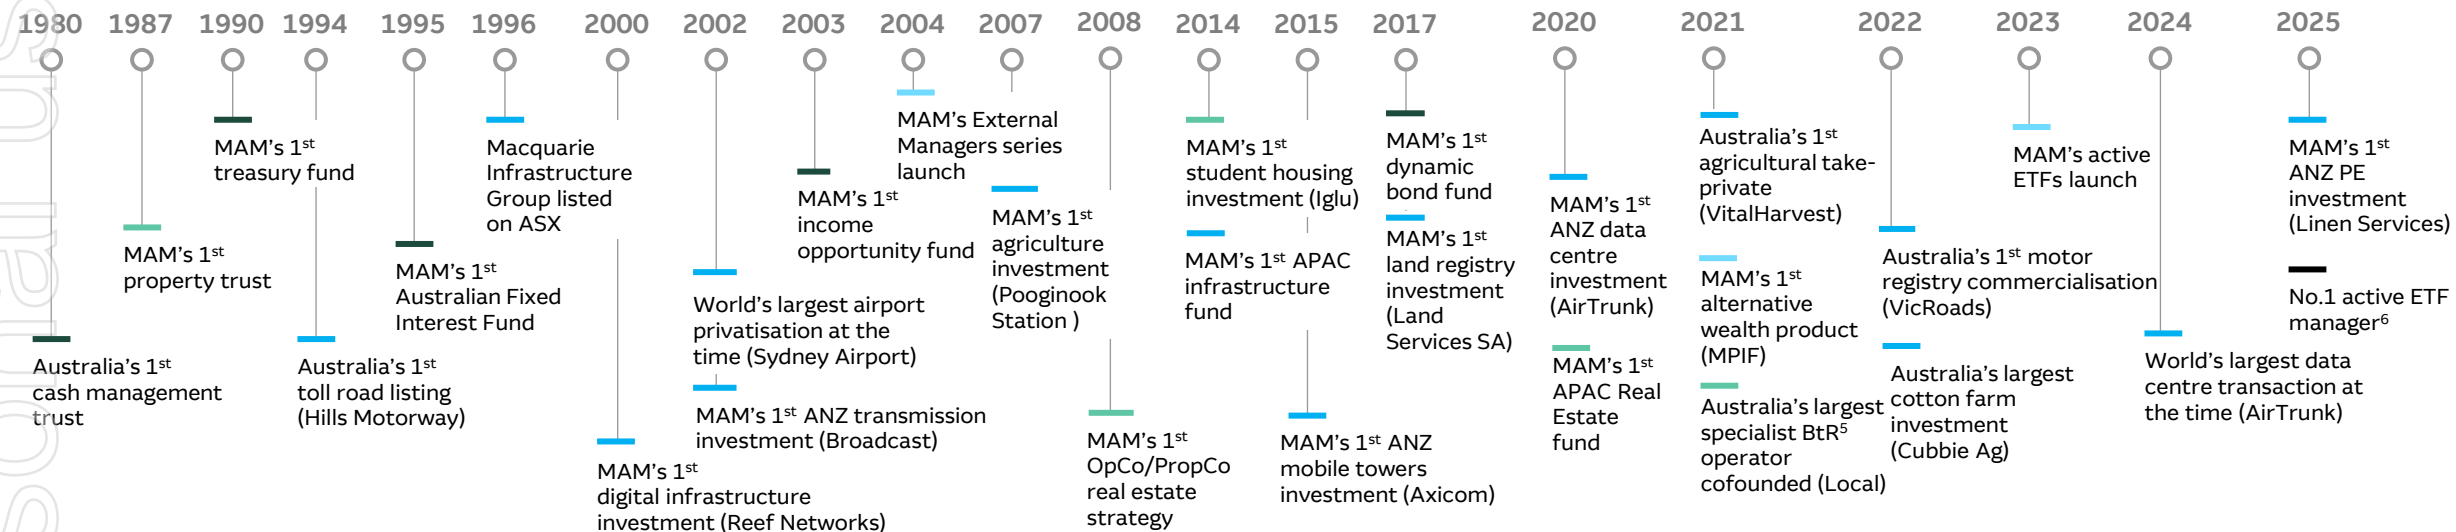 1980 1987 1990 1994 1995 1996 2000 2002 2003 2004 2007 2008 2014 2015 2017 2020 2021 2022 2023 2024 2025
Australia's 1st
cash management
trust
MAM's 1st
property trust
MAM's 1st
treasury fund
Australia's 1st
toll road listing
(Hills Motorway)
MAM's 1st
Australian Fixed
Interest Fund
Macquarie
Infrastructure
Group listed
on ASX
MAM's 1st
digital infrastructure
investment (Reef Networks)
World's largest airport
privatisation at the
time (Sydney Airport)
MAM's 1st ANZ transmission
investment (Broadcast)
MAM's 1st
income
opportunity fund
MAM's External
Managers series
launch
MAM's 1st
agriculture
investment
(Pooginook
Station )
MAM's 1st
OpCo/PropCo
real estate
strategy
MAM's 1st
student housing
investment (Iglu)
MAM's 1st APAC
infrastructure
fund
MAM's 1st ANZ
mobile towers
investment (Axicom)
MAM's 1st
dynamic
bond fund
MAM's 1st
land registry
investment
(Land
Services SA)
MAM's 1st
ANZ data
centre
investment
(AirTrunk)
MAM's 1st
APAC Real
Estate
fund
Australia's 1st
agricultural take-
private
(VitalHarvest)
MAM's 1st
alternative
wealth product
(MPIF)
Australia's largest
specialist BtR5
operator
cofounded (Local)
Australia's 1st motor
registry commercialisation
(VicRoads)
Australia's largest
cotton farm
investment
(Cubbie Ag)
MAM's active
ETFs launch
World's largest data
centre transaction at
the time (AirTrunk)
MAM's 1st
ANZ PE
investment
(Linen Services)
No.1 active ETF
manager6